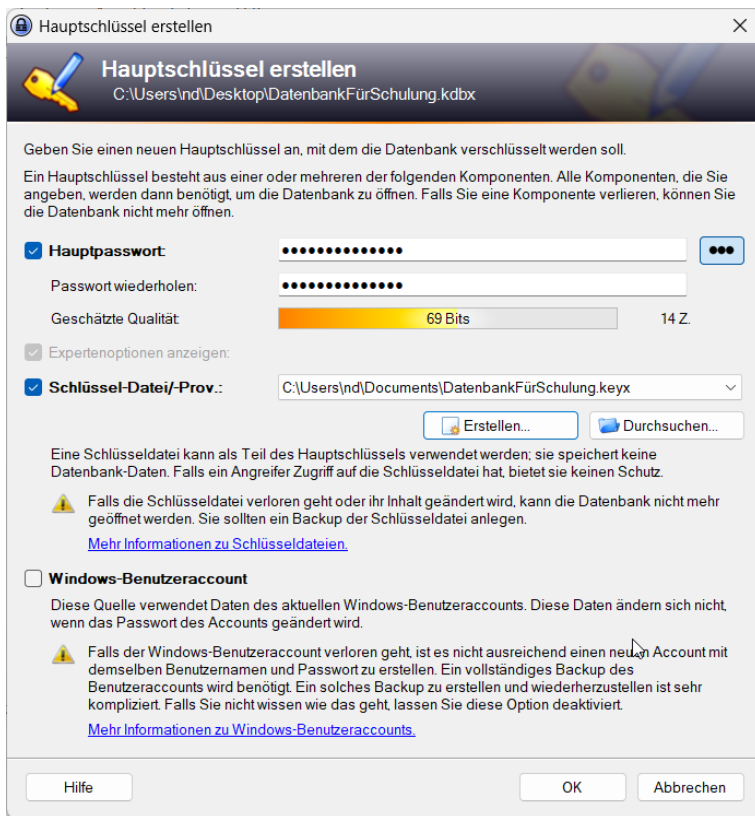 Hauptschlüssel erstellen
Hauptschlüssel erstellen
C:\Users\nd\Desktop\DatenbankFürSchulung.kdbx
Geben Sie einen neuen Hauptschlüssel an, mit dem die Datenbank verschlüsselt werden soll.
Ein Hauptschlüssel besteht aus einer oder mehreren der folgenden Komponenten. Alle Komponenten, die Sie
angeben, werden dann benötigt, um die Datenbank zu öffnen. Falls Sie eine Komponente verlieren, können Sie
die Datenbank nicht mehr öffnen.
Hauptpasswort: ●●●●●●●●●●●●●● ●●●
Passwort wiederholen: ●●●●●●●●●●●●●●
Geschätzte Qualität: 69 Bits 14 Z.
Expertenoptionen anzeigen:
Schlüssel-Datei/-Prov.: C:\Users\nd\Documents\DatenbankFürSchulung.keyx
Erstellen... Durchsuchen...
Eine Schlüsseldatei kann als Teil des Hauptschlüssels verwendet werden; sie speichert keine
Datenbank-Daten. Falls ein Angreifer Zugriff auf die Schlüsseldatei hat, bietet sie keinen Schutz.
Falls die Schlüsseldatei verloren geht oder ihr Inhalt geändert wird, kann die Datenbank nicht mehr
geöffnet werden. Sie sollten ein Backup der Schlüsseldatei anlegen.
Mehr Informationen zu Schlüsseldateien.
Windows-Benutzeraccount
Diese Quelle verwendet Daten des aktuellen Windows-Benutzeraccounts. Diese Daten ändern sich nicht,
wenn das Passwort des Accounts geändert wird.
Falls der Windows-Benutzeraccount verloren geht, ist es nicht ausreichend einen neuen Account mit
demselben Benutzernamen und Passwort zu erstellen. Ein vollständiges Backup des
Benutzeraccounts wird benötigt. Ein solches Backup zu erstellen und wiederherzustellen ist sehr
kompliziert. Falls Sie nicht wissen wie das geht, lassen Sie diese Option deaktiviert.
Mehr Informationen zu Windows-Benutzeraccounts.
Hilfe OK Abbrechen